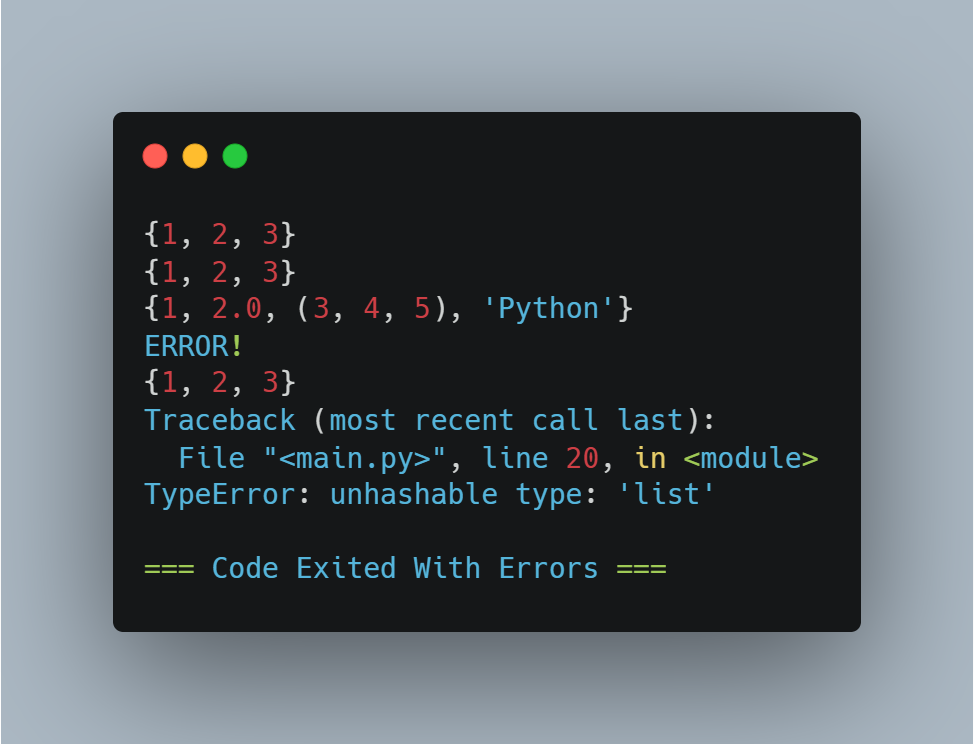 {1, 2, 3}
{1, 2, 3}
{1, 2.0, (3, 4, 5), 'Python'}
ERROR!
{1, 2, 3}
Traceback (most recent call last):
  File "<main.py>", line 20, in <module>
TypeError: unhashable type: 'list'

=== Code Exited With Errors ===